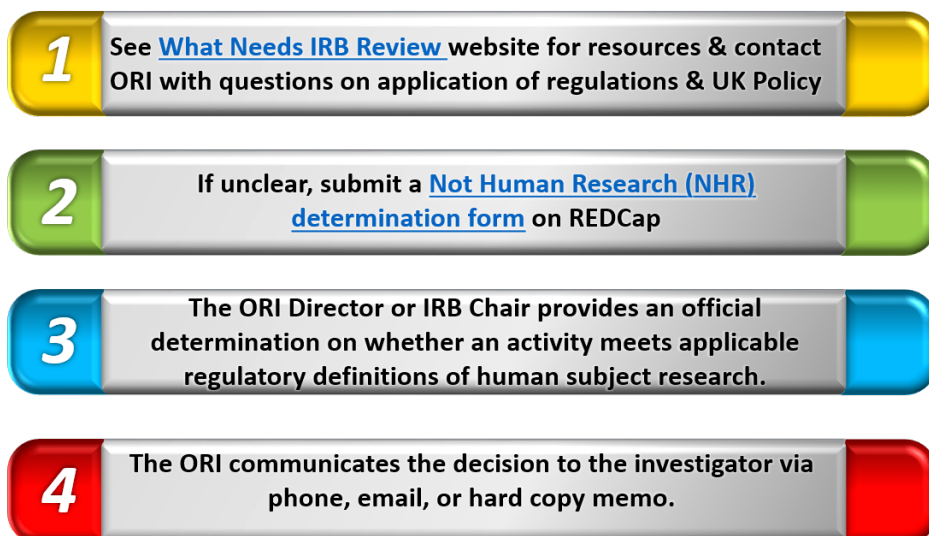 1
See What Needs IRB Review website for resources & contact
ORI with questions on application of regulations & UK Policy
2
If unclear, submit a Not Human Research (NHR)
determination form on REDCap
3
The ORI Director or IRB Chair provides an official
determination on whether an activity meets applicable
regulatory definitions of human subject research.
4
The ORI communicates the decision to the investigator via
phone, email, or hard copy memo.